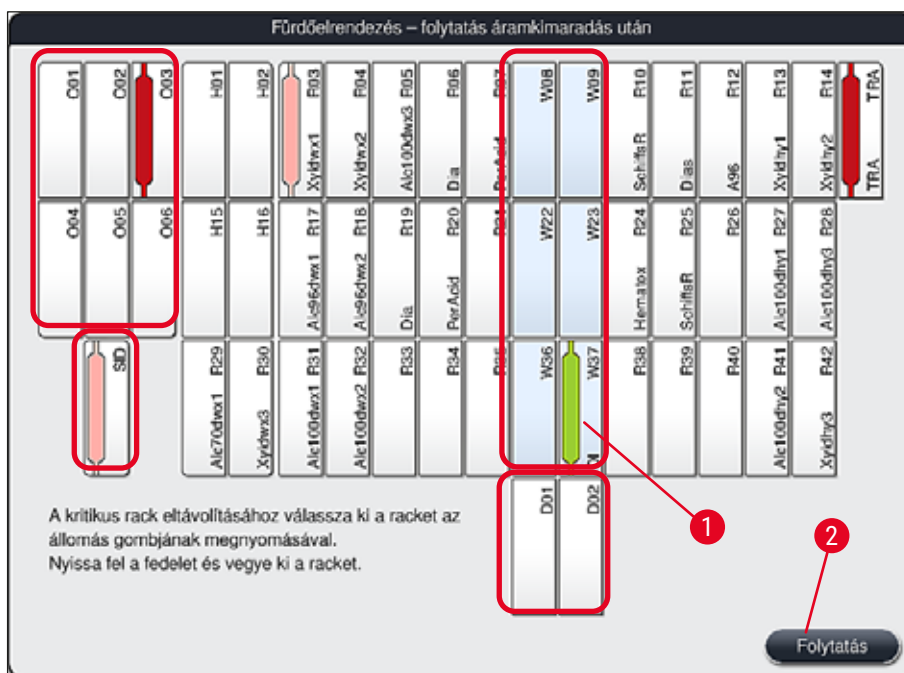 Fürdőelrendezés – folytatás áramkimaradás után
O01
O02
O03
H01
H02
Xyldwx1 R03
Xyldwx2 R04
Alc100dwx3 R05
Dia R06
PerAcid R07
W08
W09
SchiffsR R10
Dias R11
A96 R12
Xyldhy1 R13
Xyldhy2 R14
TRA TRA
O04
O05
O06
H15
H16
Alc96dwx1 R17
Alc96dwx2 R18
Dia R19
PerAcid R20
R21
W22
W23
Hematox R24
SchiffsR R25
R26
Alc100dhy1 R27
Alc100dhy3 R28
SID
Alc70dwx1 R29
Xyldwx3 R30
Alc100dwx1 R31
Alc100dwx2 R32
R33
R34
R35
W36
DI W37
R38
R39
R40
Alc100dhy2 R41
Xyldhy3 R42
D01
D02
A kritikus rack eltávolításához válassza ki a racket az
állomás gombjának megnyomásával.
Nyissa fel a fedelet és vegye ki a racket.
1
2
Folytatás